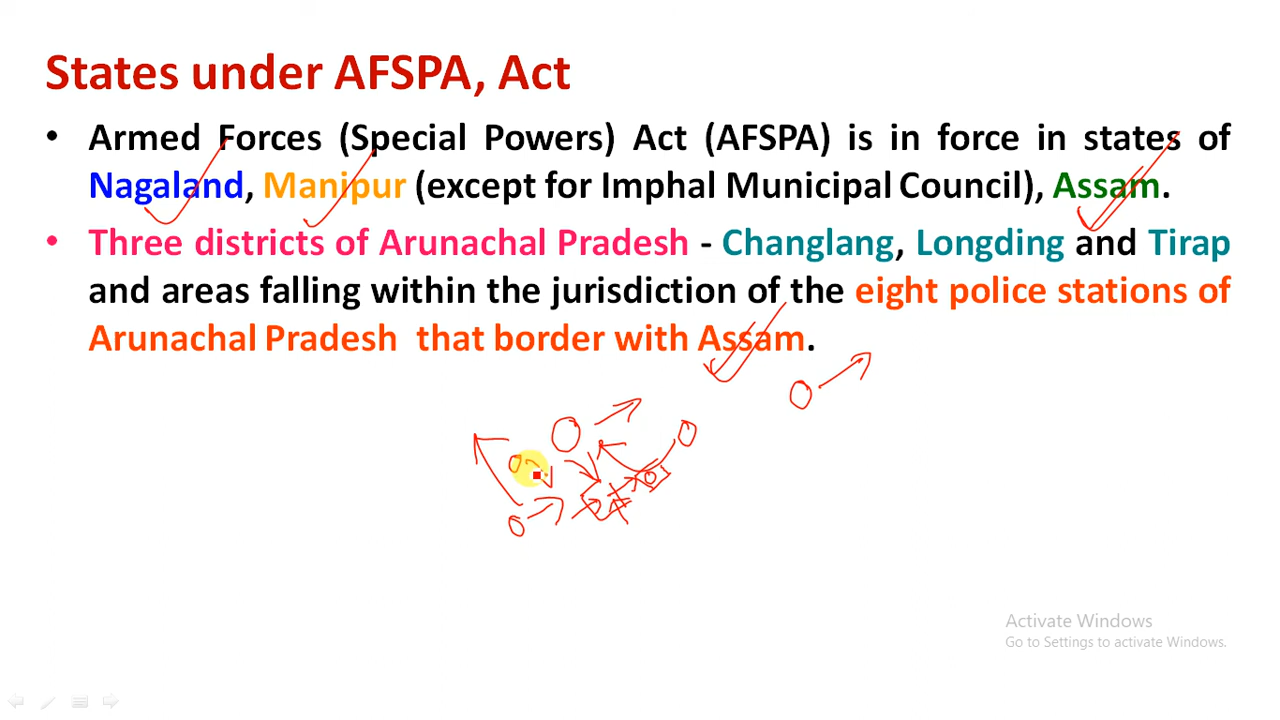 States under AFSPA, Act
• Armed Forces (Special Powers) Act (AFSPA) is in force in states of
Nagaland, Manipur (except for Imphal Municipal Council), Assam.
• Three districts of Arunachal Pradesh - Changlang, Longding and Tirap
and areas falling within the jurisdiction of the eight police stations of
Arunachal Pradesh that border with Assam.
Activate Windows
Go to Settings to activate Windows.